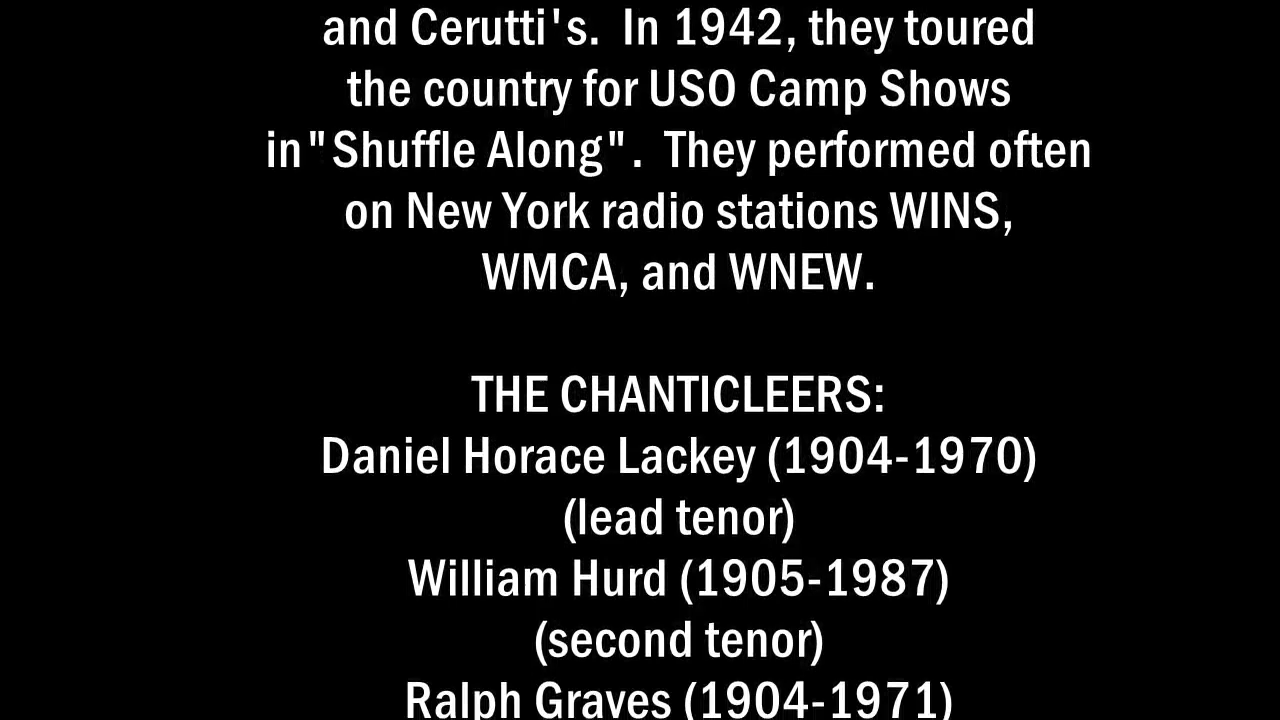 and Cerutti's.  In 1942, they toured
the country for USO Camp Shows
in"Shuffle Along".  They performed often
on New York radio stations WINS,
WMCA, and WNEW.
THE CHANTICLEERS:
Daniel Horace Lackey (1904-1970)
(lead tenor)
William Hurd (1905-1987)
(second tenor)
Ralph Graves (1904-1971)